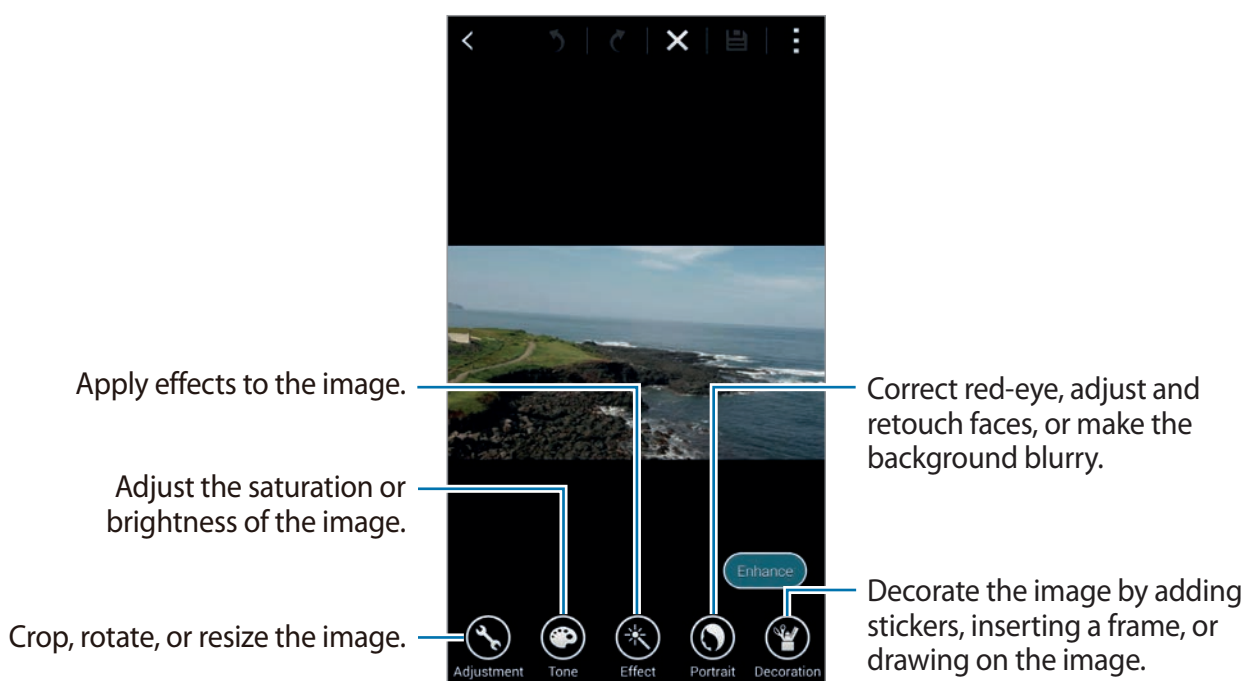 Apply effects to the image.
Adjust the saturation or
brightness of the image.
Crop, rotate, or resize the image.
Correct red-eye, adjust and
retouch faces, or make the
background blurry.
Enhance
Decorate the image by adding
stickers, inserting a frame, or
drawing on the image.
Adjustment Tone Effect Portrait Decoration